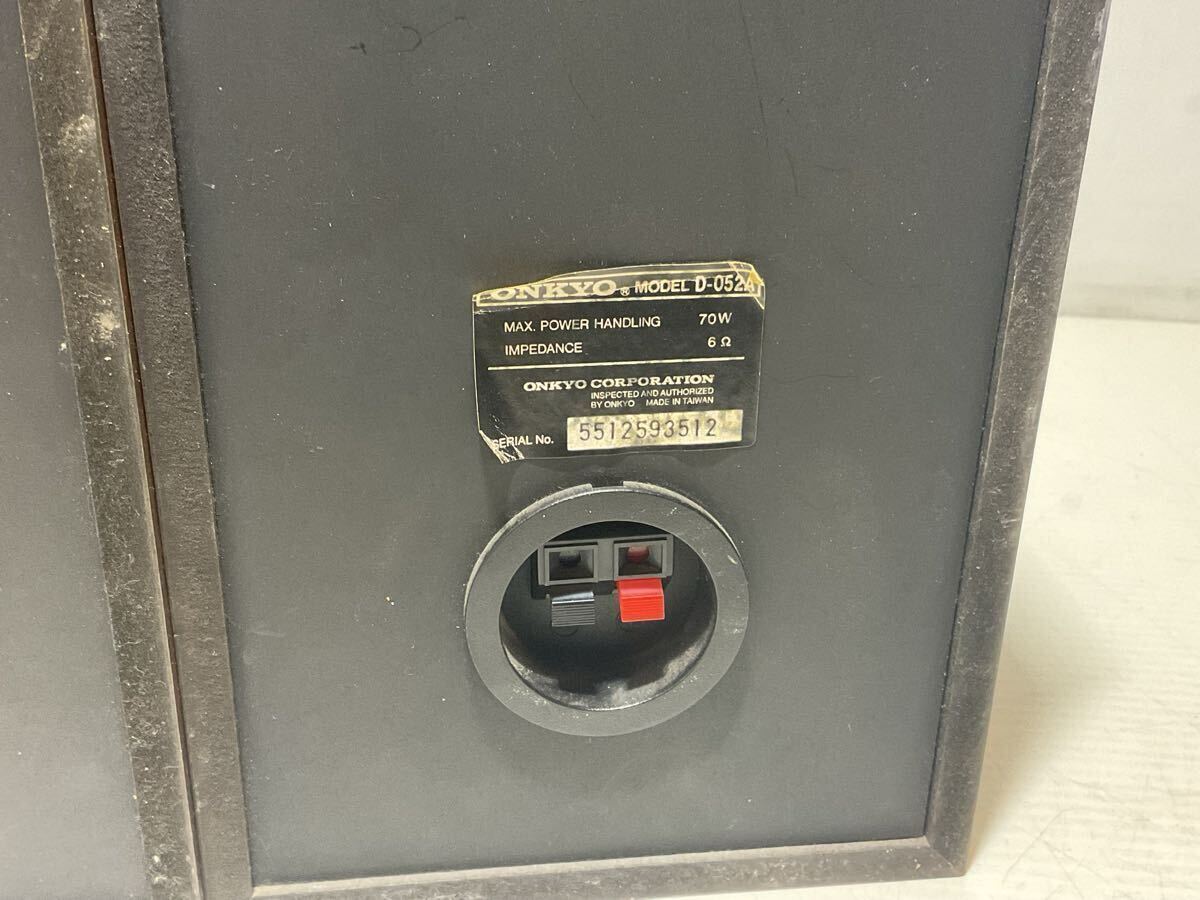 ONKYO® MODEL D-052A
MAX. POWER HANDLING 70W
IMPEDANCE 6 Ω
ONKYO CORPORATION
INSPECTED AND AUTHORIZED
BY ONKYO MADE IN TAIWAN
SERIAL No. 5512593512